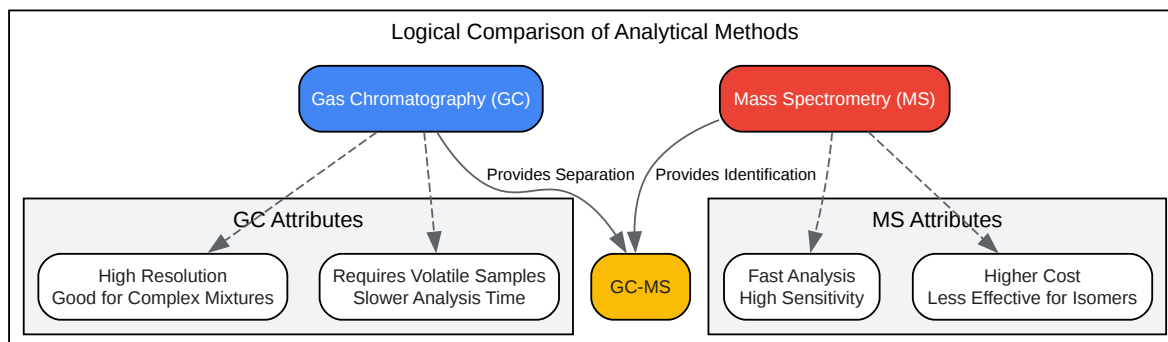 Logical Comparison of Analytical Methods
Gas Chromatography (GC)
Mass Spectrometry (MS)
Provides Separation
Provides Identification
GC Attributes
MS Attributes
High Resolution
Good for Complex Mixtures
Requires Volatile Samples
Slower Analysis Time
GC-MS
Fast Analysis
High Sensitivity
Higher Cost
Less Effective for Isomers